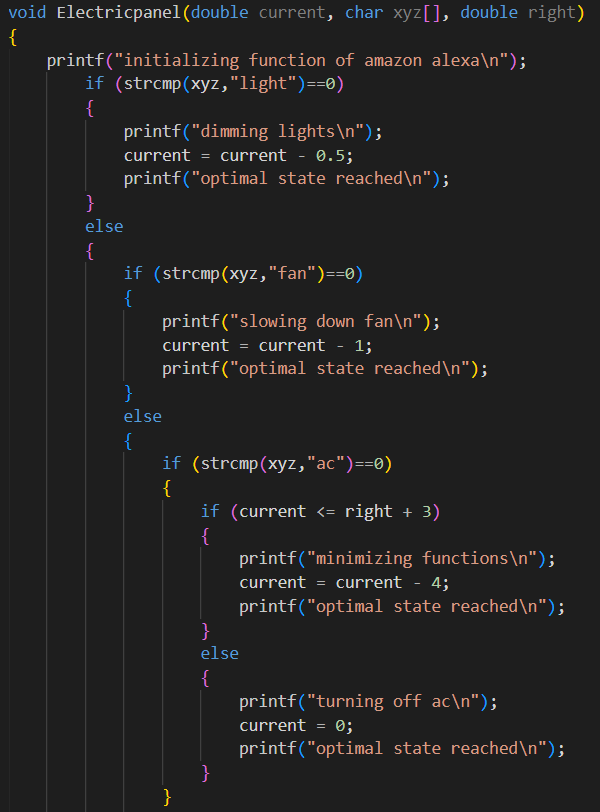 void Electricpanel(double current, char xyz[], double right)
{
    printf("initializing function of amazon alexa\n");
        if (strcmp(xyz,"light")==0)
        {
            printf("dimming lights\n");
            current = current - 0.5;
            printf("optimal state reached\n");
        }
        else
        {
            if (strcmp(xyz,"fan")==0)
            {
                printf("slowing down fan\n");
                current = current - 1;
                printf("optimal state reached\n");
            }
            else
            {
                if (strcmp(xyz,"ac")==0)
                {
                    if (current <= right + 3)
                    {
                        printf("minimizing functions\n");
                        current = current - 4;
                        printf("optimal state reached\n");
                    }
                    else
                    {
                        printf("turning off ac\n");
                        current = 0;
                        printf("optimal state reached\n");
                    }
                }